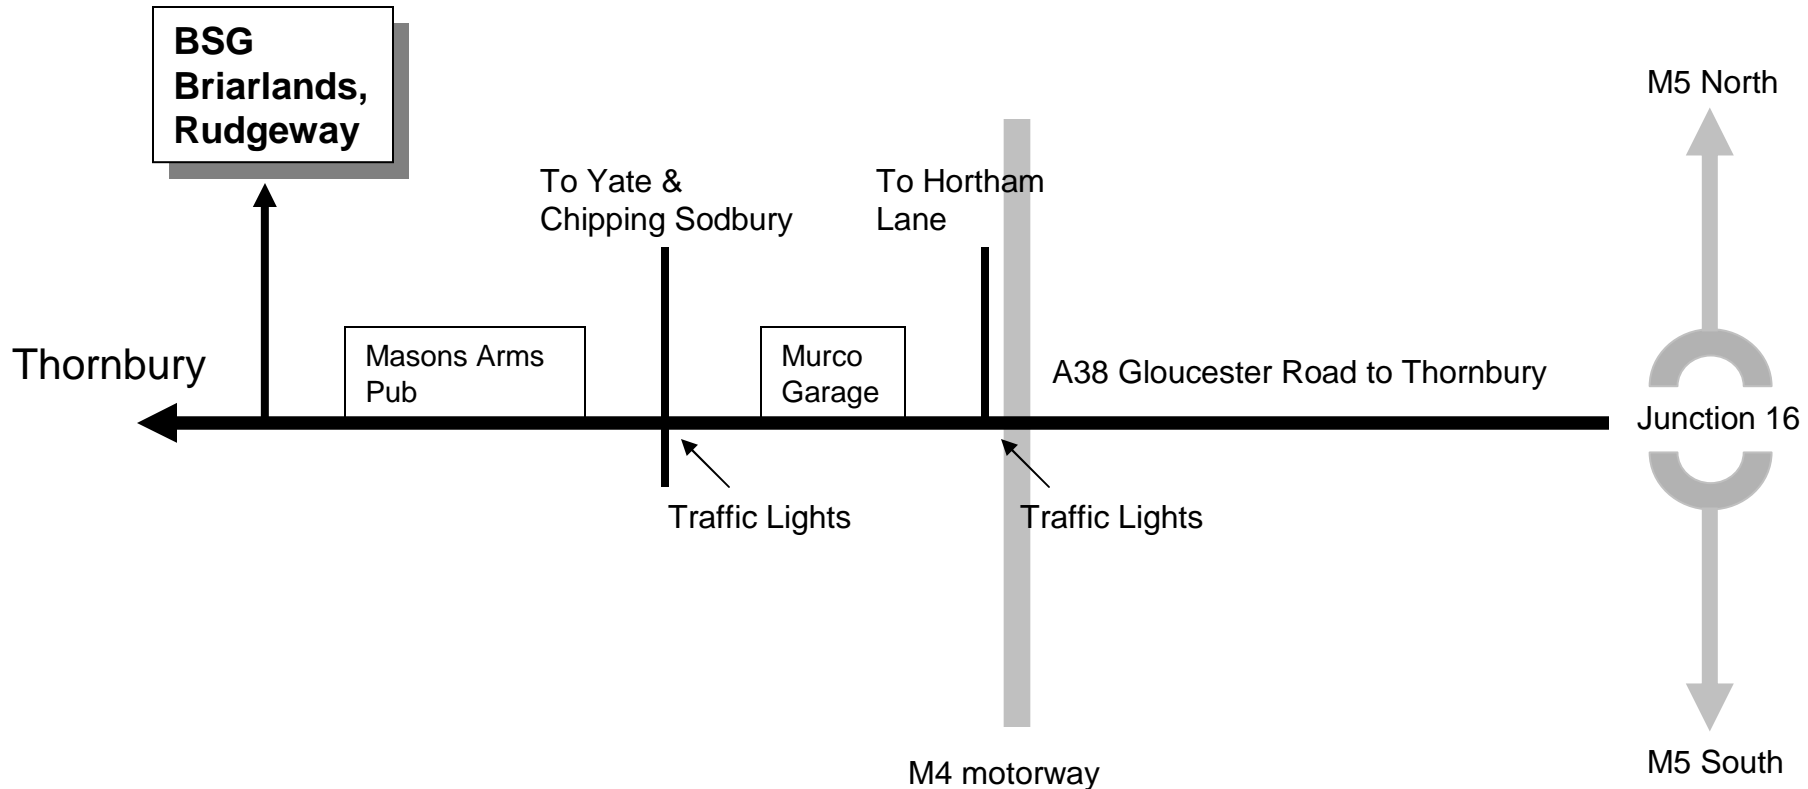 BSG
Briarlands,
Rudgeway
M5 North
To Yate &
Chipping Sodbury
To Hortham
Lane
Thornbury
Masons Arms
Pub
Murco
Garage
A38 Gloucester Road to Thornbury
Junction 16
Traffic Lights
Traffic Lights
M4 motorway
M5 South